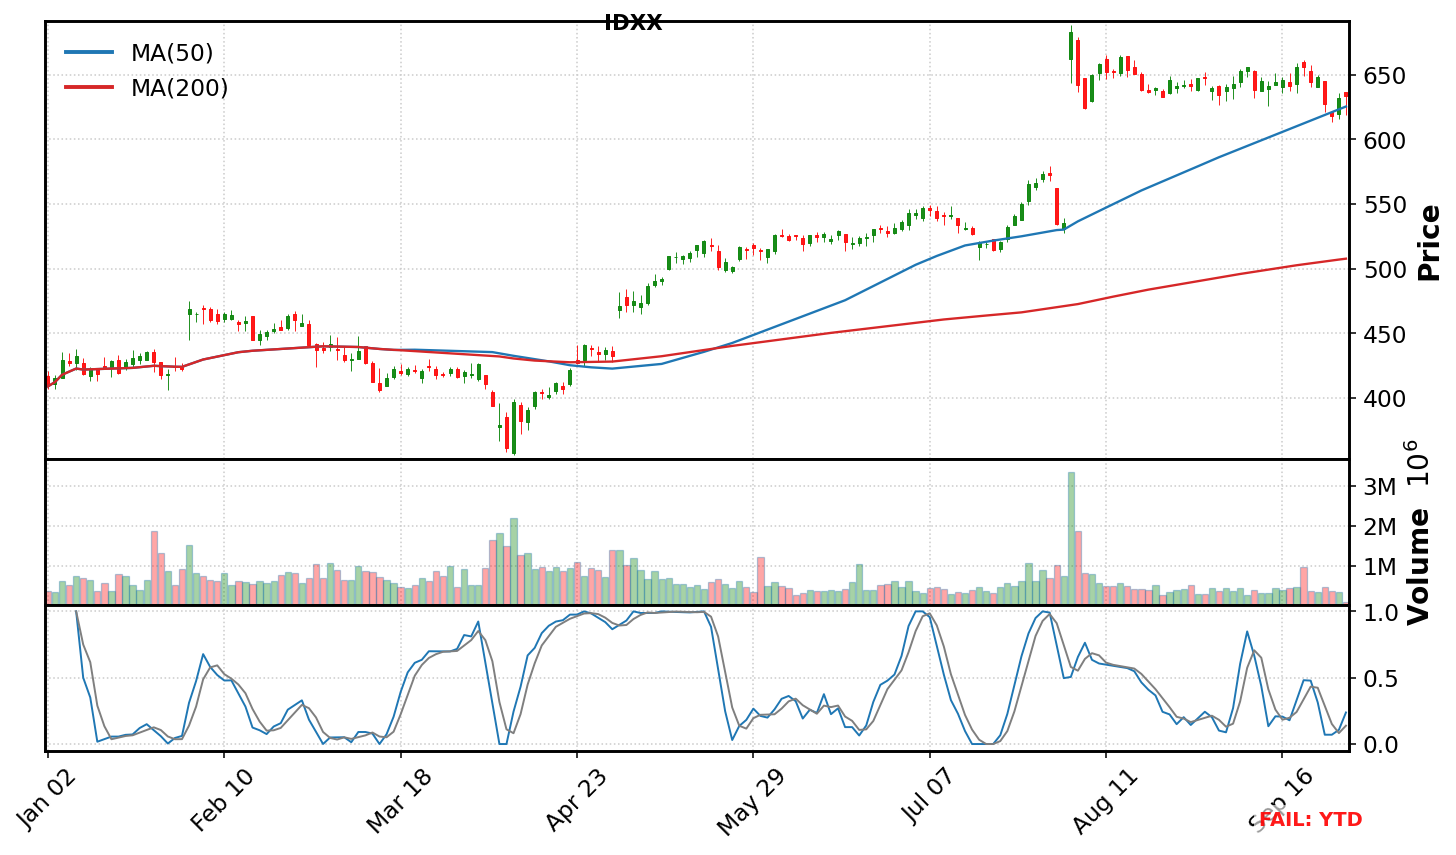 IDXX
MA(50)
MA(200)
650
600
550
500
450
400
Price
10⁶
3M
2M
1M
Volume
1.0
0.5
0.0
Jan 02
Feb 10
Mar 18
Apr 23
May 29
Jul 07
Aug 11
Sep 16
FAIL: YTD